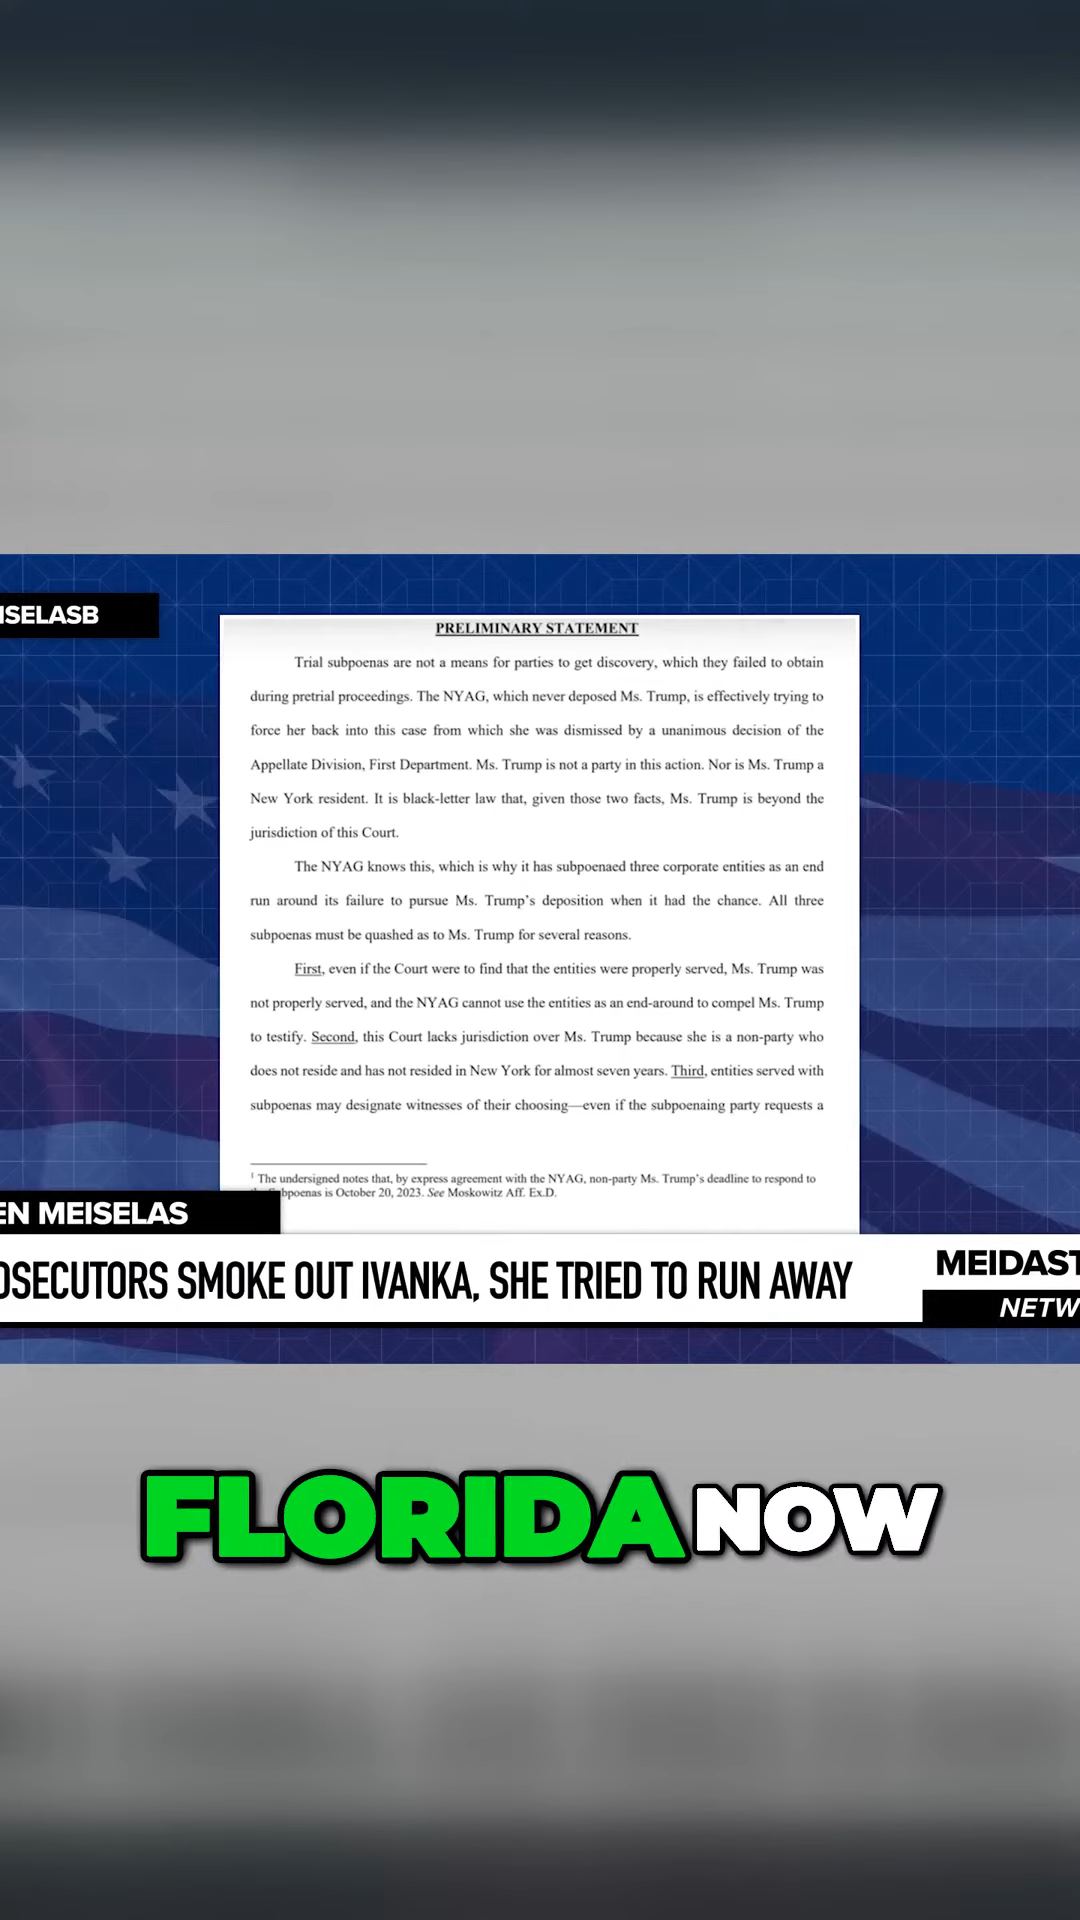 ISELASB
PRELIMINARY STATEMENT
Trial subpoenas are not a means for parties to get discovery, which they failed to obtain
during pretrial proceedings. The NYAG, which never deposed Ms. Trump, is effectively trying to
force her back into this case from which she was dismissed by a unanimous decision of the
Appellate Division, First Department. Ms. Trump is not a party in this action. Nor is Ms. Trump a
New York resident. It is black-letter law that, given those two facts, Ms. Trump is beyond the
jurisdiction of this Court.
The NYAG knows this, which is why it has subpoenaed three corporate entities as an end
run around its failure to pursue Ms. Trump's deposition when it had the chance. All three
subpoenas must be quashed as to Ms. Trump for several reasons.
First, even if the Court were to find that the entities were properly served, Ms. Trump was
not properly served, and the NYAG cannot use the entities as an end-around to compel Ms. Trump
to testify. Second, this Court lacks jurisdiction over Ms. Trump because she is a non-party who
does not reside and has not resided in New York for almost seven years. Third, entities served with
subpoenas may designate witnesses of their choosing—even if the subpoenaing party requests a
1 The undersigned notes that, by express agreement with the NYAG, non-party Ms. Trump's deadline to respond to
bpoenas is October 20, 2023. See Moskowitz Aff. Ex.D.
EN MEISELAS
OSECUTORS SMOKE OUT IVANKA, SHE TRIED TO RUN AWAY
MEIDAST
NETW
FLORIDA NOW